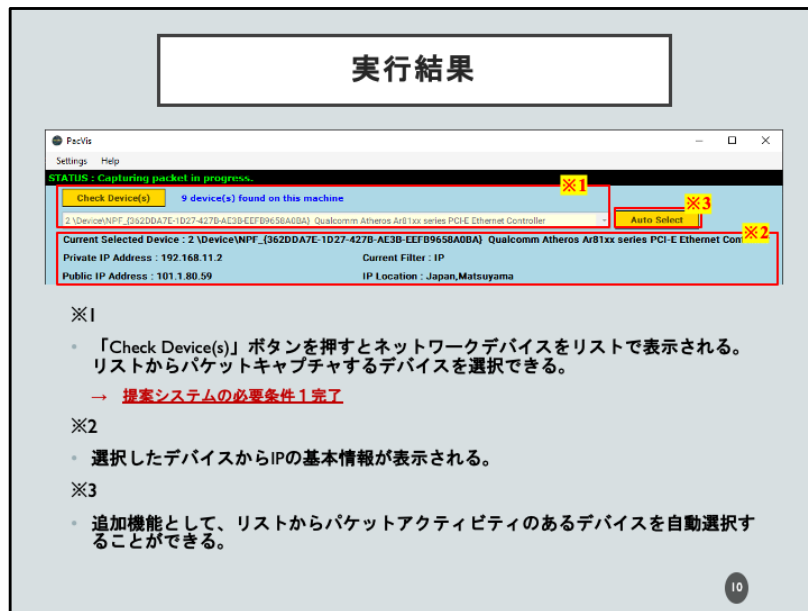 実行結果
PacVis
Settings Help
STATUS : Capturing packet in progress.
※1
Check Device(s) 9 device(s) found on this machine
※3
2 \Device\NPF_{362DDA7E-1D27-427B-AE3B-EEFB9658A0BA} Qualcomm Atheros Ar81xx series PCI-E Ethernet Controller Auto Select
※2
Current Selected Device : 2 \Device\NPF_{362DDA7E-1D27-427B-AE3B-EEFB9658A0BA} Qualcomm Atheros Ar81xx series PCI-E Ethernet Con
Private IP Address : 192.168.11.2 Current Filter : IP
Public IP Address : 101.1.80.59 IP Location : Japan,Matsuyama
※1
「Check Device(s)」ボタンを押すとネットワークデバイスをリストで表示される。
リストからパケットキャプチャするデバイスを選択できる。
→ 提案システムの必要条件１完了
※2
選択したデバイスからIPの基本情報が表示される。
※3
追加機能として、リストからパケットアクティビティのあるデバイスを自動選択す
ることができる。
10